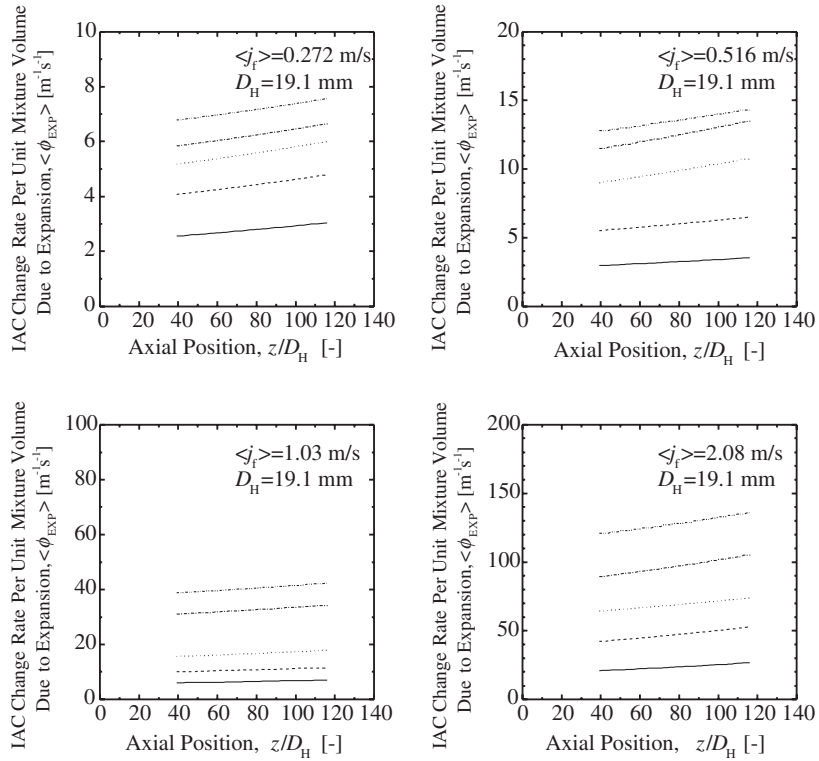 IAC Change Rate Per Unit Mixture Volume
Due to Expansion, <ϕEXP> [m⁻¹s⁻¹]
10
8
6
4
2
0
<jf>=0.272 m/s
DH=19.1 mm
0 20 40 60 80 100 120 140
Axial Position, z/DH [-]
IAC Change Rate Per Unit Mixture Volume
Due to Expansion, <ϕEXP> [m⁻¹s⁻¹]
20
15
10
5
0
<jf>=0.516 m/s
DH=19.1 mm
0 20 40 60 80 100 120 140
Axial Position, z/DH [-]
IAC Change Rate Per Unit Mixture Volume
Due to Expansion, <ϕEXP> [m⁻¹s⁻¹]
100
80
60
40
20
0
<jf>=1.03 m/s
DH=19.1 mm
0 20 40 60 80 100 120 140
Axial Position, z/DH [-]
IAC Change Rate Per Unit Mixture Volume
Due to Expansion, <ϕEXP> [m⁻¹s⁻¹]
200
150
100
50
0
<jf>=2.08 m/s
DH=19.1 mm
0 20 40 60 80 100 120 140
Axial Position, z/DH [-]